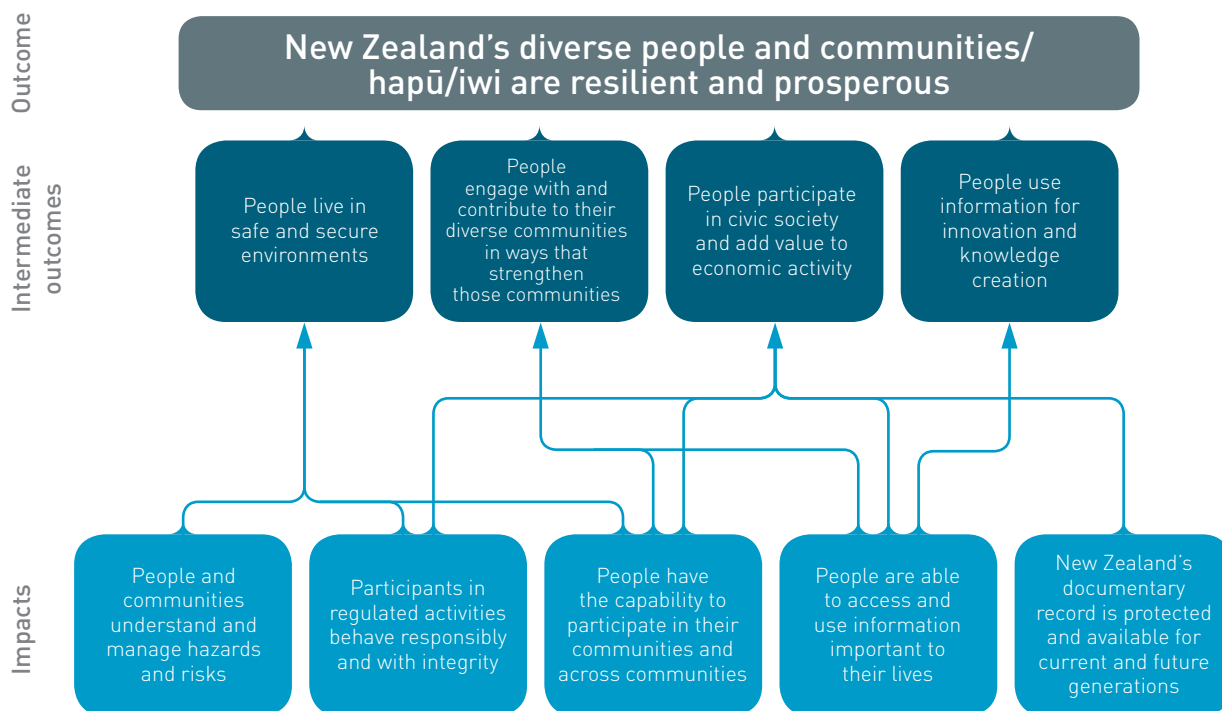 Outcome
New Zealand's diverse people and communities/
hapū/iwi are resilient and prosperous
Intermediate
outcomes
People live in
safe and secure
environments
People
engage with and
contribute to their
diverse communities
in ways that
strengthen
those communities
People participate
in civic society
and add value to
economic activity
People use
information for
innovation and
knowledge
creation
Impacts
People and
communities
understand and
manage hazards
and risks
Participants in
regulated activities
behave responsibly
and with integrity
People have
the capability to
participate in their
communities and
across communities
People are able
to access and
use information
important to
their lives
New Zealand's
documentary
record is protected
and available for
current and future
generations